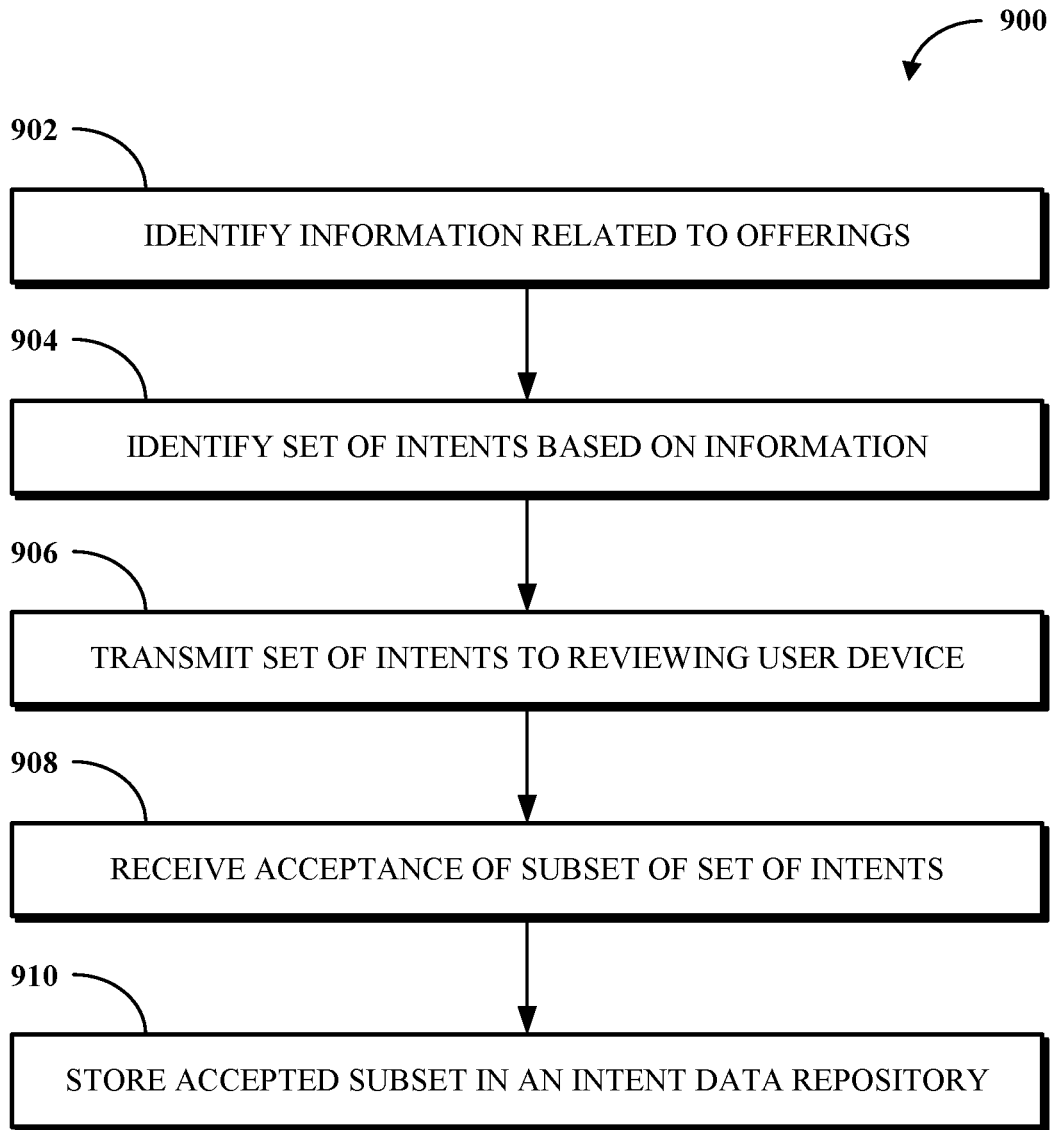 900
902
IDENTIFY INFORMATION RELATED TO OFFERINGS
904
IDENTIFY SET OF INTENTS BASED ON INFORMATION
906
TRANSMIT SET OF INTENTS TO REVIEWING USER DEVICE
908
RECEIVE ACCEPTANCE OF SUBSET OF SET OF INTENTS
910
STORE ACCEPTED SUBSET IN AN INTENT DATA REPOSITORY